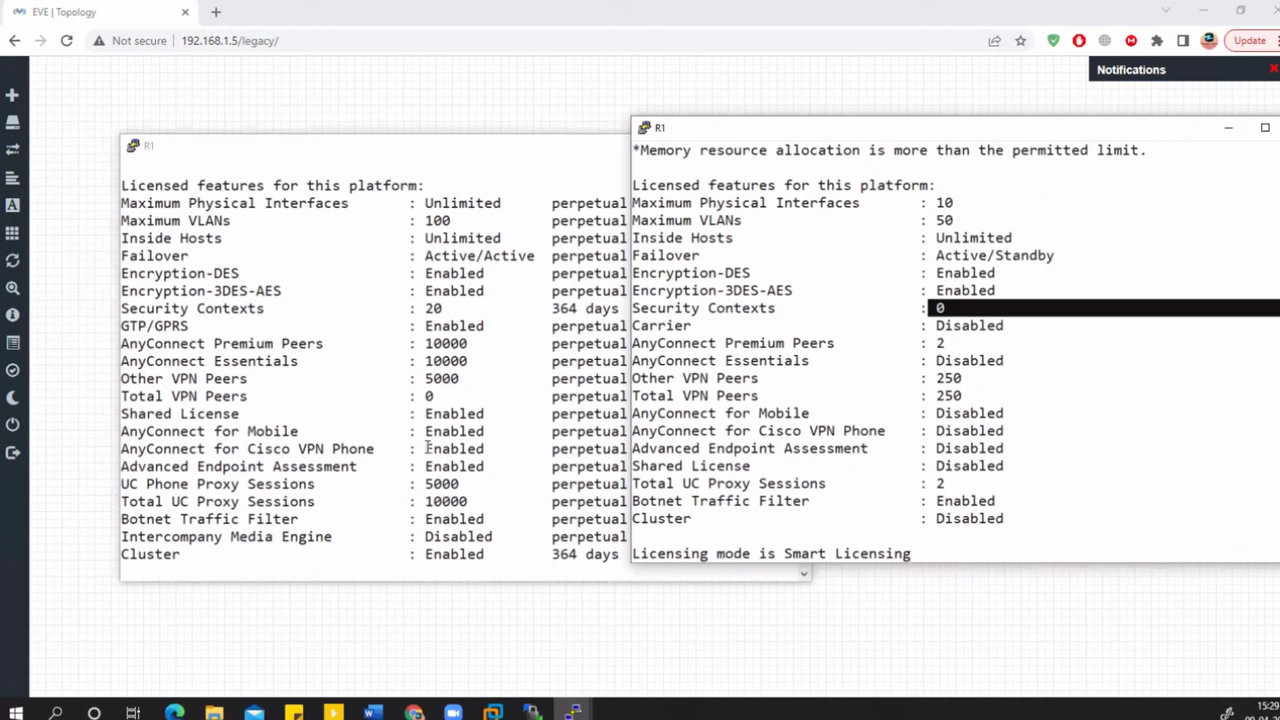 EVE | Topology
Not secure
192.168.1.5/legacy/
Update
Notifications
R1
Licensed features for this platform:
Maximum Physical Interfaces : Unlimited perpetual
Maximum VLANs : 100 perpetual
Inside Hosts : Unlimited perpetual
Failover : Active/Active perpetual
Encryption-DES : Enabled perpetual
Encryption-3DES-AES : Enabled perpetual
Security Contexts : 20 364 days
GTP/GPRS : Enabled perpetual
AnyConnect Premium Peers : 10000 perpetual
AnyConnect Essentials : 10000 perpetual
Other VPN Peers : 5000 perpetual
Total VPN Peers : 0 perpetual
Shared License : Enabled perpetual
AnyConnect for Mobile : Enabled perpetual
AnyConnect for Cisco VPN Phone : Enabled perpetual
Advanced Endpoint Assessment : Enabled perpetual
UC Phone Proxy Sessions : 5000 perpetual
Total UC Proxy Sessions : 10000 perpetual
Botnet Traffic Filter : Enabled perpetual
Intercompany Media Engine : Disabled perpetual
Cluster : Enabled 364 days
R1
*Memory resource allocation is more than the permitted limit.
Licensed features for this platform:
Maximum Physical Interfaces : 10
Maximum VLANs : 50
Inside Hosts : Unlimited
Failover : Active/Standby
Encryption-DES : Enabled
Encryption-3DES-AES : Enabled
Security Contexts : 0
Carrier : Disabled
AnyConnect Premium Peers : 2
AnyConnect Essentials : Disabled
Other VPN Peers : 250
Total VPN Peers : 250
AnyConnect for Mobile : Disabled
AnyConnect for Cisco VPN Phone : Disabled
Advanced Endpoint Assessment : Disabled
Shared License : Disabled
Total UC Proxy Sessions : 2
Botnet Traffic Filter : Enabled
Cluster : Disabled
Licensing mode is Smart Licensing
15:29